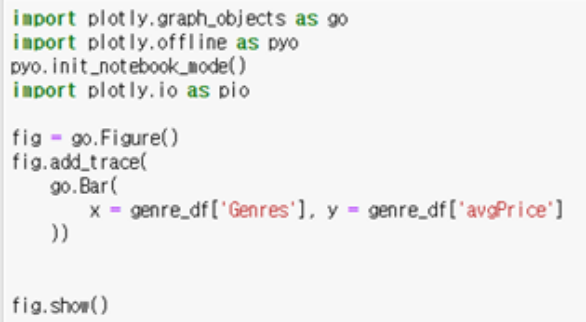 import plotly.graph_objects as go
import plotly.offline as pyo
pyo.init_notebook_mode()
import plotly.io as pio

fig = go.Figure()
fig.add_trace(
    go.Bar(
        x = genre_df['Genres'], y = genre_df['avgPrice']
    ))

fig.show()